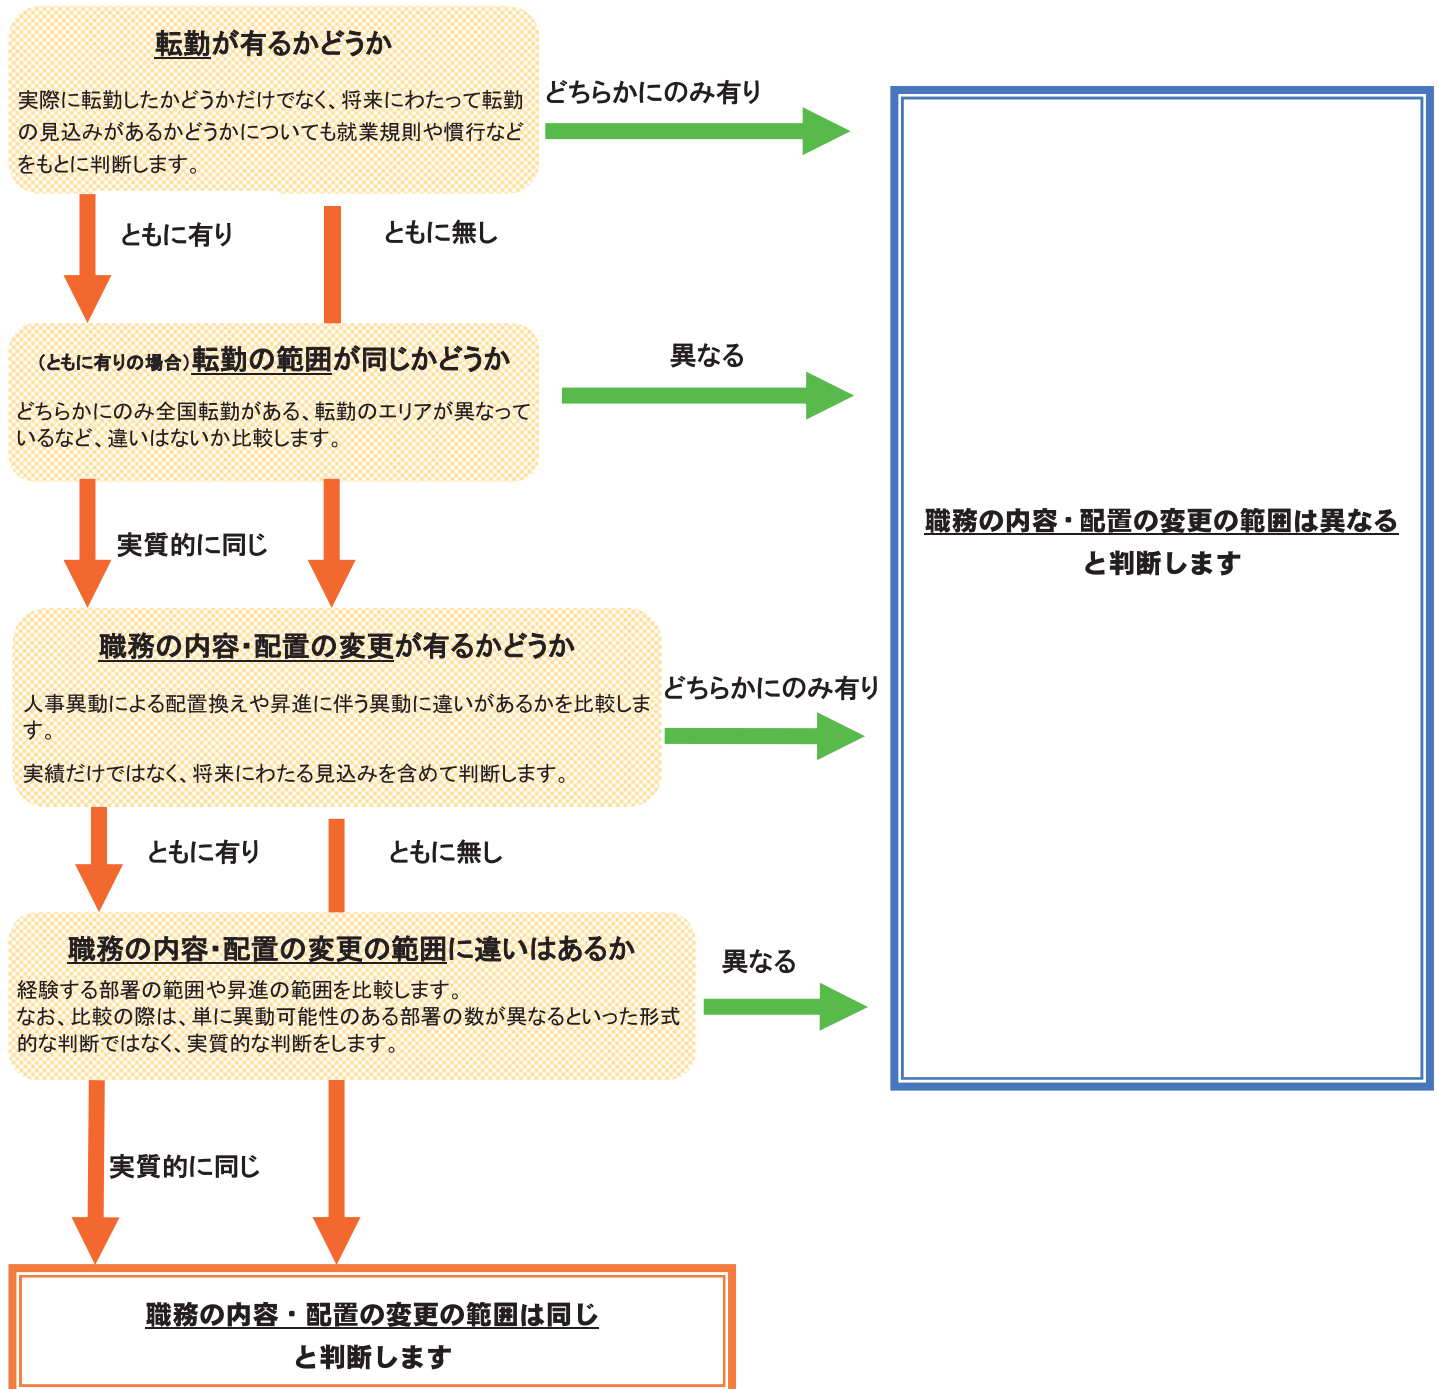 転勤が有るかどうか
実際に転勤したかどうかだけでなく、将来にわたって転勤
の見込みがあるかどうかについても就業規則や慣行など
をもとに判断します。
どちらかにのみ有り
ともに有り
ともに無し
（ともに有りの場合）転勤の範囲が同じかどうか
どちらかにのみ全国転勤がある、転勤のエリアが異なって
いるなど、違いはないか比較します。
異なる
実質的に同じ
職務の内容・配置の変更の範囲は異なる
と判断します
職務の内容・配置の変更が有るかどうか
人事異動による配置換えや昇進に伴う異動に違いがあるかを比較しま
す。
実績だけではなく、将来にわたる見込みを含めて判断します。
どちらかにのみ有り
ともに有り
ともに無し
職務の内容・配置の変更の範囲に違いはあるか
経験する部署の範囲や昇進の範囲を比較します。
なお、比較の際は、単に異動可能性のある部署の数が異なるといった形式
的な判断ではなく、実質的な判断をします。
異なる
実質的に同じ
職務の内容・配置の変更の範囲は同じ
と判断します